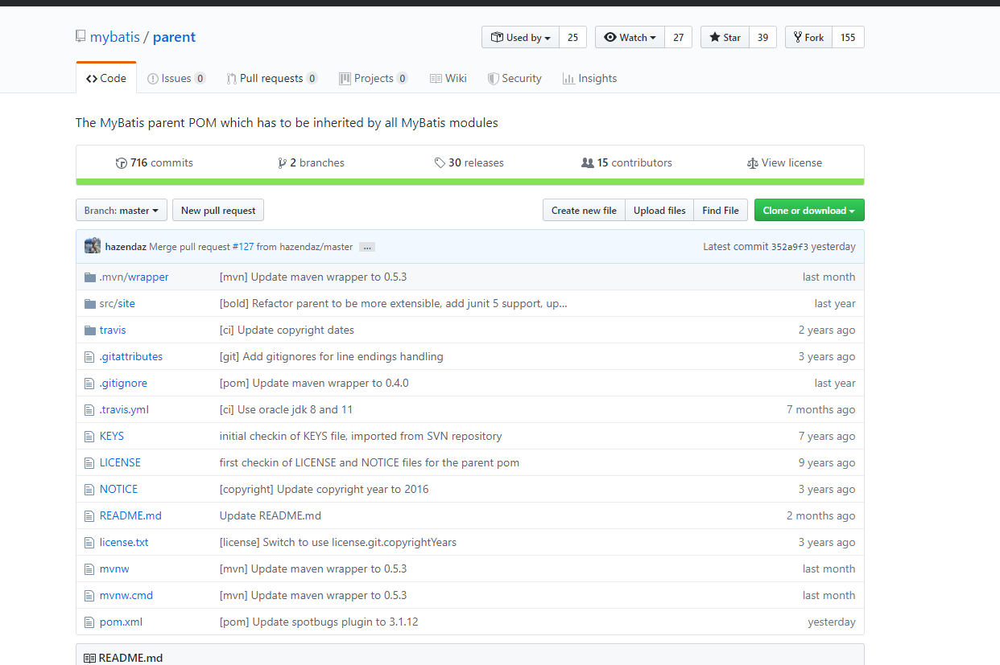 mybatis / parent
Used by 25 Watch 27 Star 39 Fork 155
Code Issues 0 Pull requests 0 Projects 0 Wiki Security Insights
The MyBatis parent POM which has to be inherited by all MyBatis modules
716 commits 2 branches 30 releases 15 contributors View license
Branch: master New pull request Create new file Upload files Find File Clone or download
hazendaz Merge pull request #127 from hazendaz/master ... Latest commit 352a9f3 yesterday
.mvn/wrapper [mvn] Update maven wrapper to 0.5.3 last month
src/site [bold] Refactor parent to be more extensible, add junit 5 support, up... last year
travis [ci] Update copyright dates 2 years ago
.gitattributes [git] Add gitignores for line endings handling 3 years ago
.gitignore [pom] Update maven wrapper to 0.4.0 last year
.travis.yml [ci] Use oracle jdk 8 and 11 7 months ago
KEYS initial checkin of KEYS file, imported from SVN repository 7 years ago
LICENSE first checkin of LICENSE and NOTICE files for the parent pom 9 years ago
NOTICE [copyright] Update copyright year to 2016 3 years ago
README.md Update README.md 2 months ago
license.txt [license] Switch to use license.git.copyrightYears 3 years ago
mvnw [mvn] Update maven wrapper to 0.5.3 last month
mvnw.cmd [mvn] Update maven wrapper to 0.5.3 last month
pom.xml [pom] Update spotbugs plugin to 3.1.12 yesterday
README.md